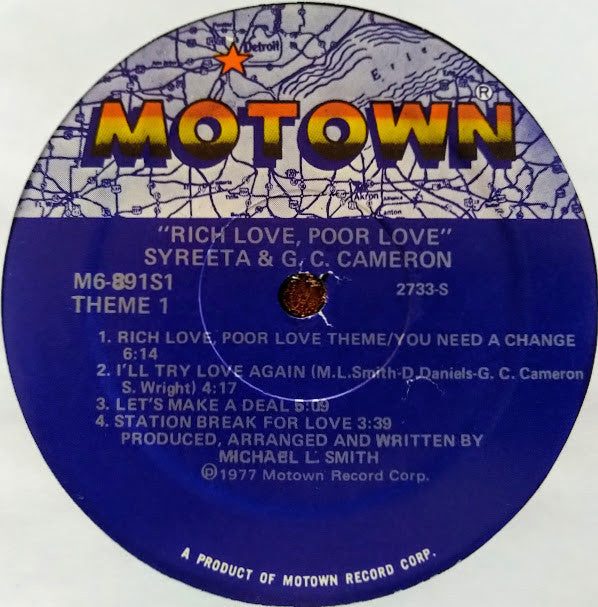 Detroit
Erie
MOTOWN®
Akron
Canton
"RICH LOVE, POOR LOVE"
SYREETA & G. C. CAMERON
M6-891S1
2733-S
THEME 1
1. RICH LOVE, POOR LOVE THEME/YOU NEED A CHANGE
6:14
2. I'LL TRY LOVE AGAIN (M.L.Smith-D.Daniels-G. C. Cameron
S. Wright) 4:17
3. LET'S MAKE A DEAL 5:09
4. STATION BREAK FOR LOVE 3:39
PRODUCED, ARRANGED AND WRITTEN BY
MICHAEL L. SMITH
℗1977 Motown Record Corp.
A PRODUCT OF MOTOWN RECORD CORP.